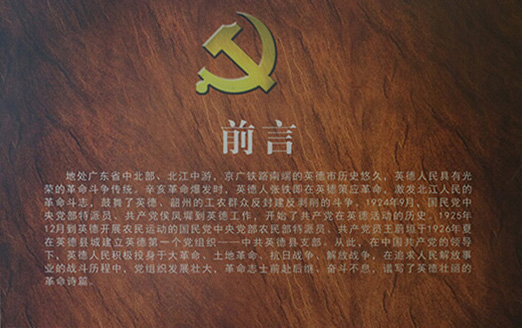 前言
地处广东省中北部、北江中游，京广铁路南端的英德市历史悠久，英德人民具有光
荣的革命斗争传统。辛亥革命爆发时，英德人张铁即在英德策应革命，激发北江人民的
革命斗志，鼓舞了英德、韶州的工农群众反封建反剥削的斗争。1924年9月，国民党中
央党部特派员、共产党侯凤墀到英德工作，开始了共产党在英德活动的历史。1925年
12月到英德开展农民运动的国民党中央党部农民部特派员、共产党员王蔚垣于1926年夏
在英德县城建立英德第一个党组织——中共英德县支部。从此，在中国共产党的领导
下，英德人民积极投身于大革命、土地革命、抗日战争、解放战争，在追求人民解放事
业的战斗历程中，党组织发展壮大，革命志士前赴后继、奋斗不息，谱写了英德壮丽的
革命诗篇。